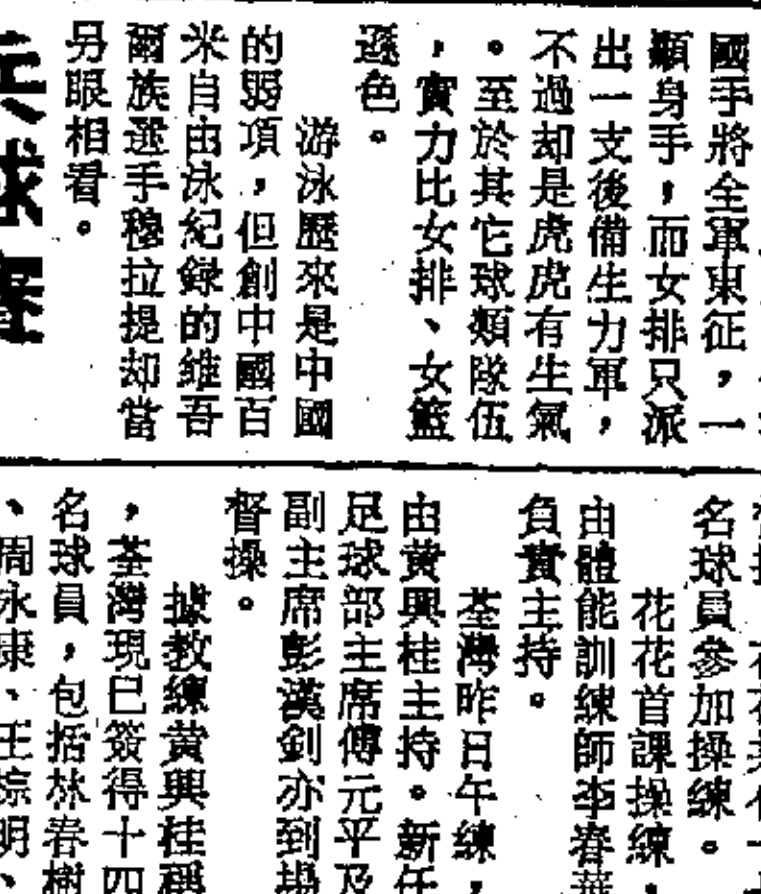 國手將全軍東征，一
顯身手，而女排只派
出一支後備生力軍，
不過却是虎虎有生氣
。至於其它球類隊伍
，實力比女排、女籃
遜色。
游泳歷來是中國
的弱項，但創中國百
米自由泳紀錄的維吾
爾族選手穆拉提却當
另眼相看。
名球員參加操練。
花花首課操練，
由體能訓練師李春華
負責主持。
荃灣昨日午練，
由黄興桂主持。新任
足球部主席傅元平及
副主席彭漢釗亦到場
督操。
據教練黄興桂稱
，荃灣現已簽得十四
名球員，包括林春樹
、周永康、王棕明、